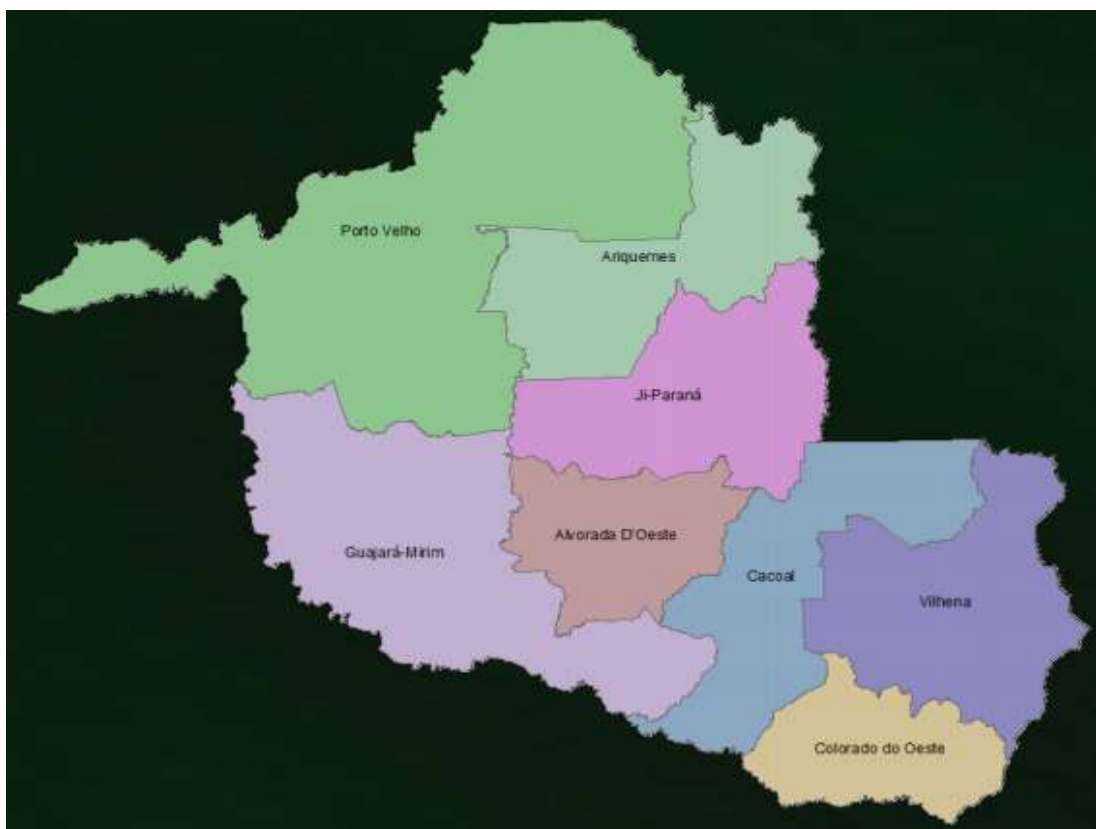 Porto Velho
Ariquemes
Ji-Paraná
Alvorada D'Oeste
Guajará-Mirim
Cacoal
Vilhena
Colorado do Oeste